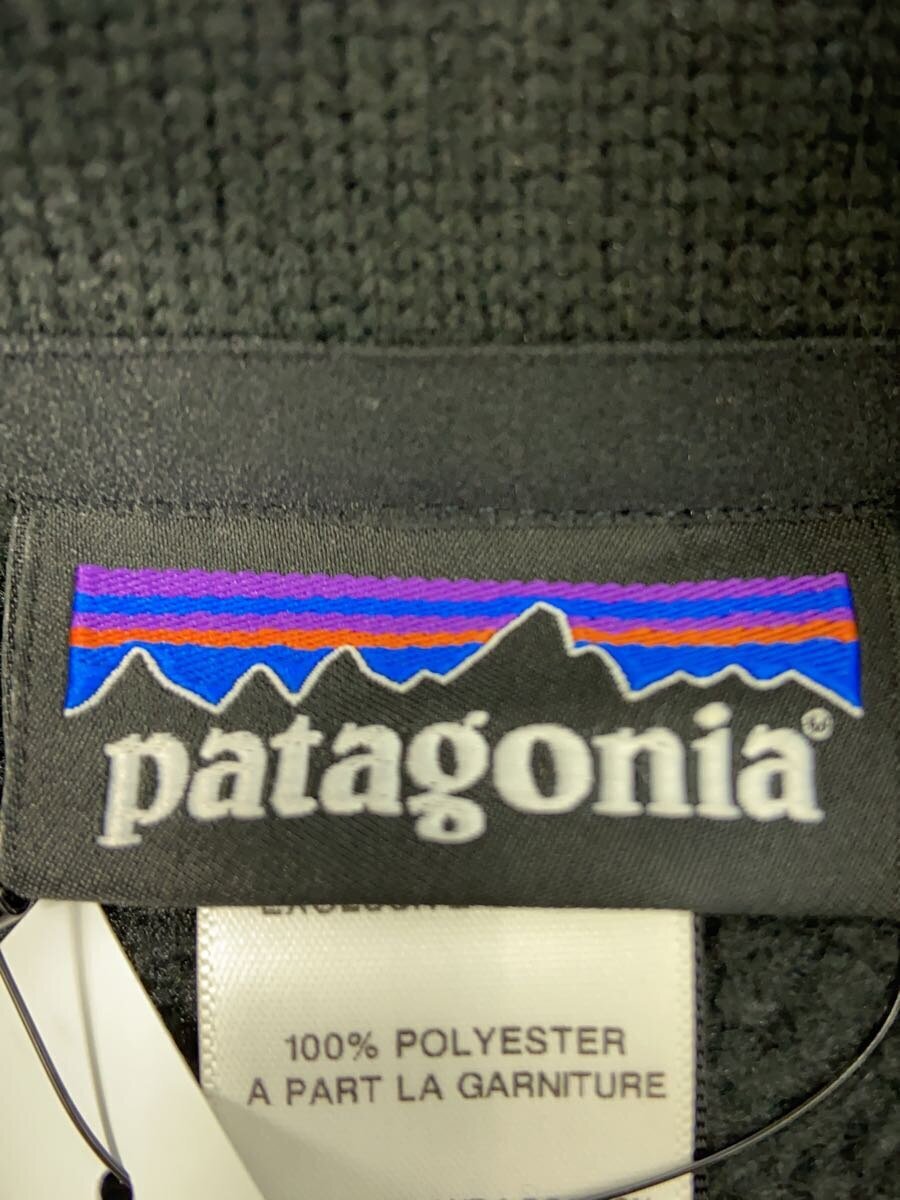 patagonia®
100% POLYESTER
A PART LA GARNITURE